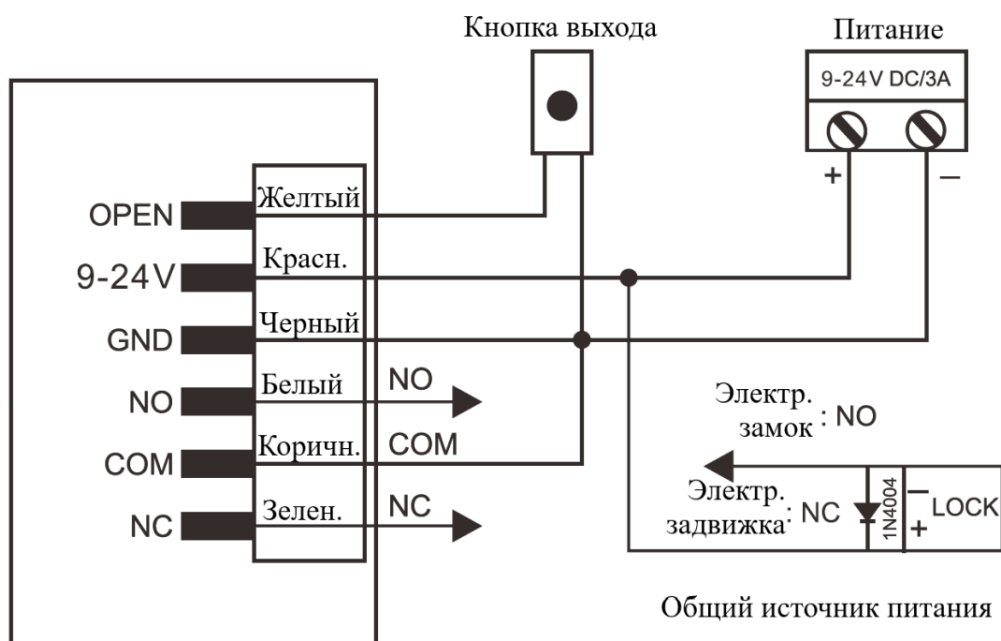 Кнопка выхода
Питание
9-24V DC/3A
+ –
OPEN Желтый
9-24V Красн.
GND Черный
NO Белый NO
COM Коричн. COM
NC Зелен. NC
Электр.
замок : NO
Электр.
задвижка : NC
1N4004
–
+
LOCK
Общий источник питания